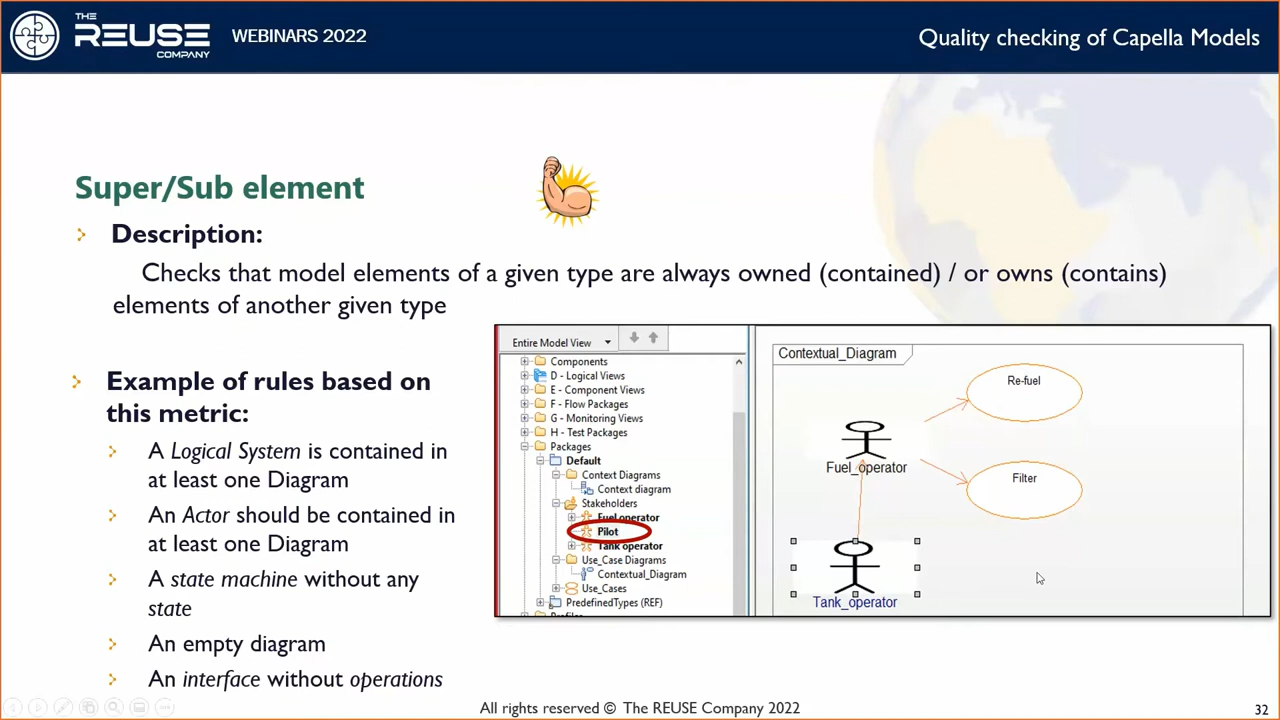 THE
REUSE
COMPANY
WEBINARS 2022
Quality checking of Capella Models
Super/Sub element
Description:
Checks that model elements of a given type are always owned (contained) / or owns (contains)
elements of another given type
Example of rules based on
this metric:
A Logical System is contained in
at least one Diagram
An Actor should be contained in
at least one Diagram
A state machine without any
state
An empty diagram
An interface without operations
Entire Model View
Components
D - Logical Views
E - Component Views
F - Flow Packages
G - Monitoring Views
H - Test Packages
Packages
Default
Context Diagrams
Context diagram
Stakeholders
Fuel operator
Pilot
Tank operator
Use_Case Diagrams
Contextual_Diagram
Use_Cases
PredefinedTypes (REF)
Contextual_Diagram
Re-fuel
Fuel_operator
Filter
Tank_operator
All rights reserved © The REUSE Company 2022
32